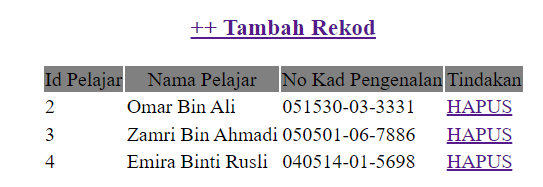 ++ Tambah Rekod
Id Pelajar Nama Pelajar No Kad Pengenalan Tindakan
2 Omar Bin Ali 051530-03-3331 HAPUS
3 Zamri Bin Ahmadi 050501-06-7886 HAPUS
4 Emira Binti Rusli 040514-01-5698 HAPUS